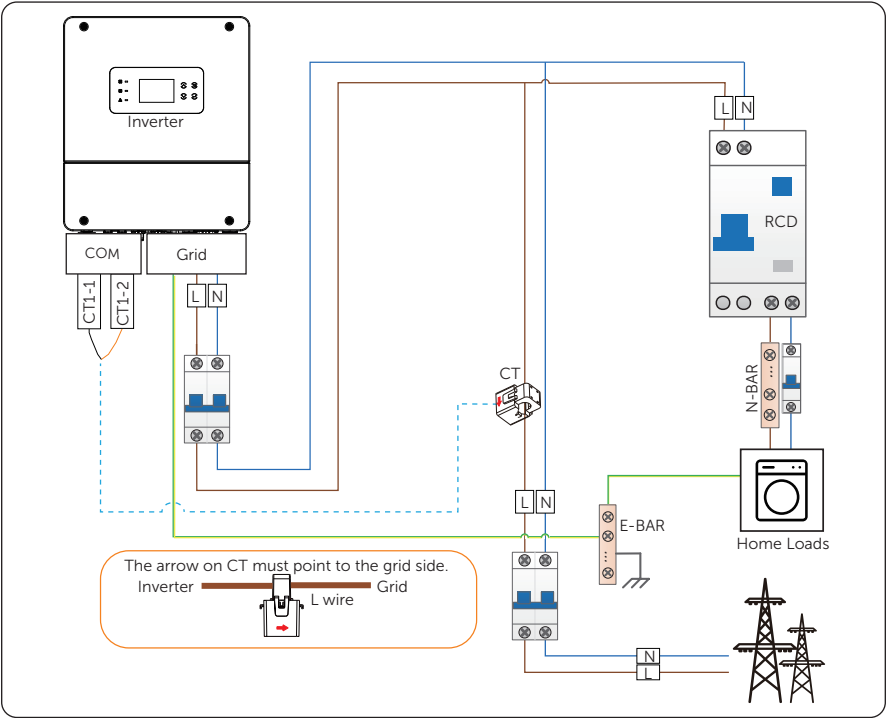 Inverter
COM
Grid
CT1-1
CT1-2
L
N
L
N
RCD
CT
N-BAR
L
N
E-BAR
Home Loads
The arrow on CT must point to the grid side.
Inverter
Grid
L wire
N
L